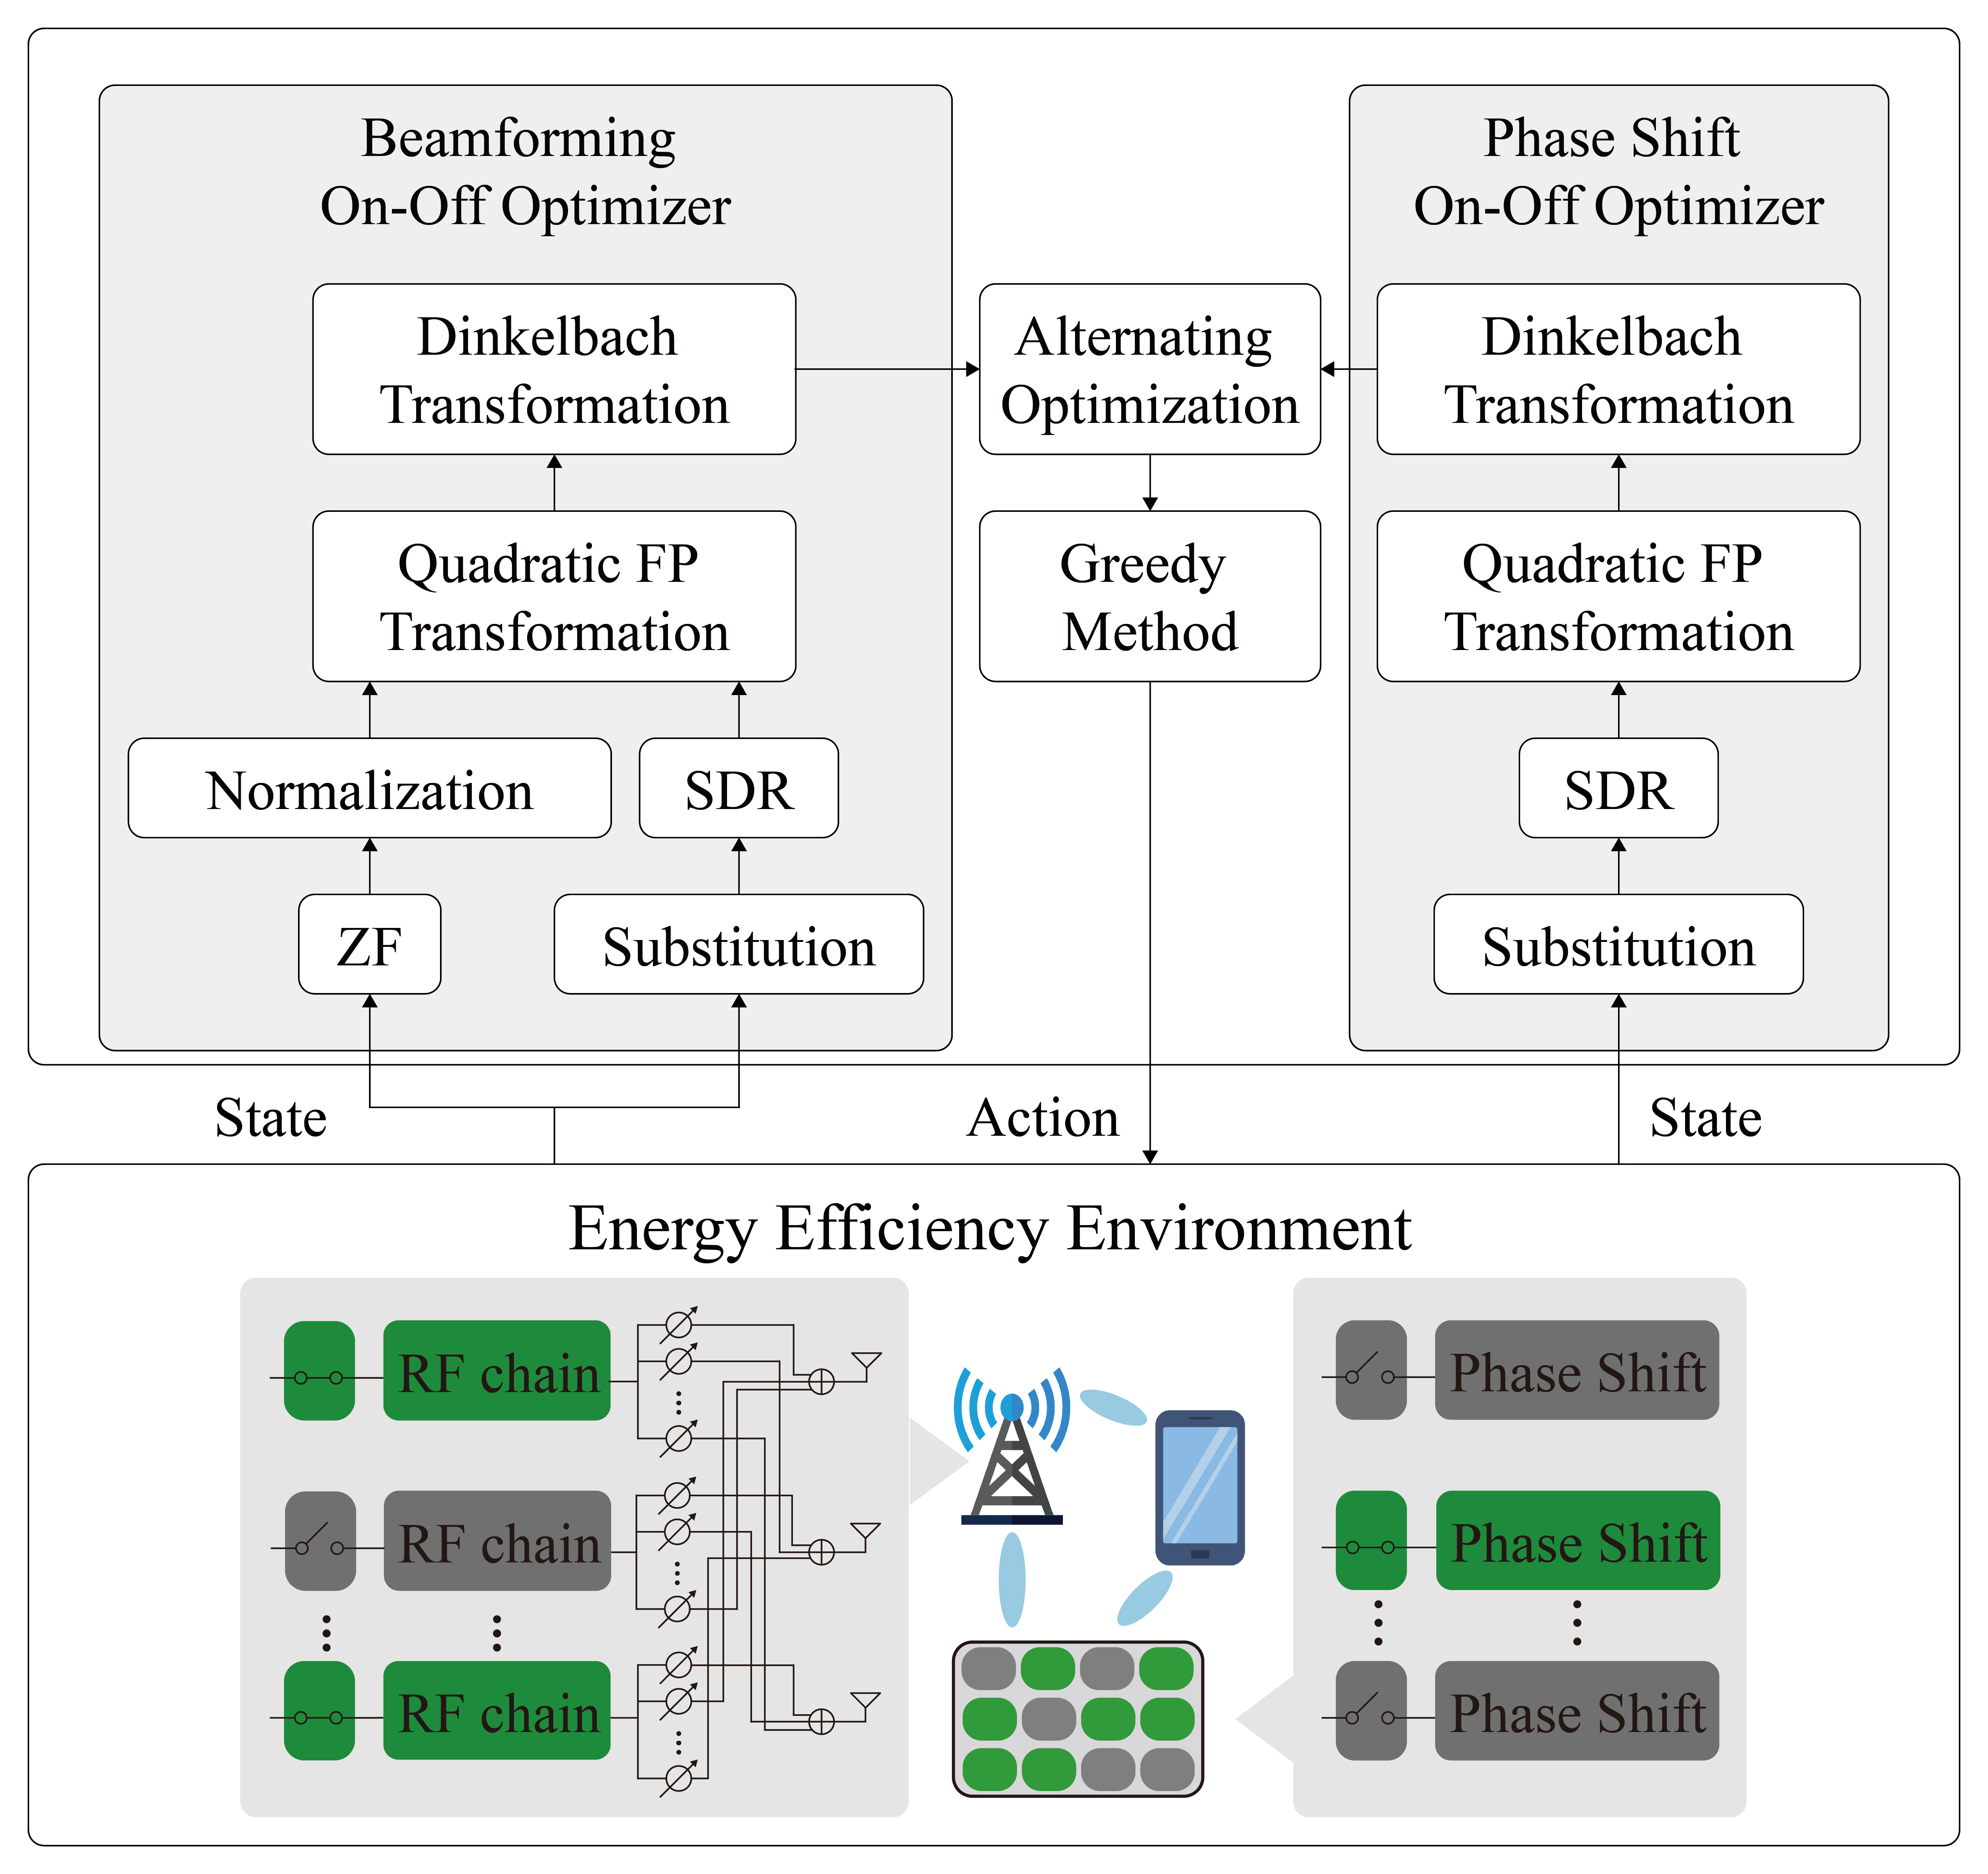 Beamforming
On-Off Optimizer
Dinkelbach
Transformation
Quadratic FP
Transformation
Normalization
SDR
ZF
Substitution
Alternating
Optimization
Greedy
Method
Phase Shift
On-Off Optimizer
Dinkelbach
Transformation
Quadratic FP
Transformation
SDR
Substitution
State
Action
State
Energy Efficiency Environment
RF chain
RF chain
RF chain
Phase Shift
Phase Shift
Phase Shift